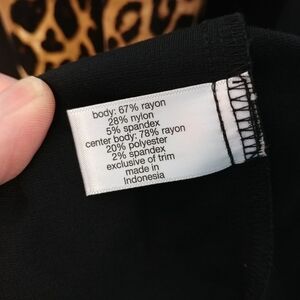 body: 67% rayon
28% nylon
5% spandex
center body: 78% rayon
20% polyester
2% spandex
exclusive of trim
made in
Indonesia